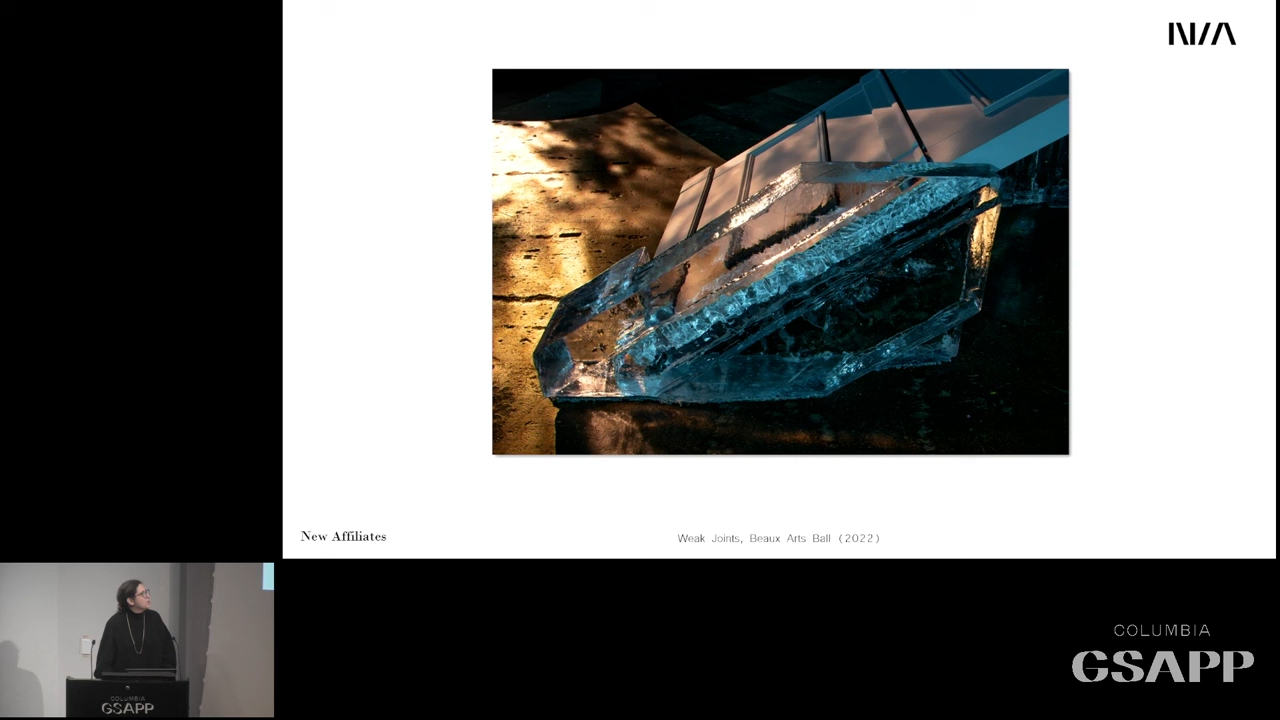 N/A
New Affiliates
Weak Joints, Beaux Arts Ball (2022)
COLUMBIA
GSAPP
COLUMBIA
GSAPP